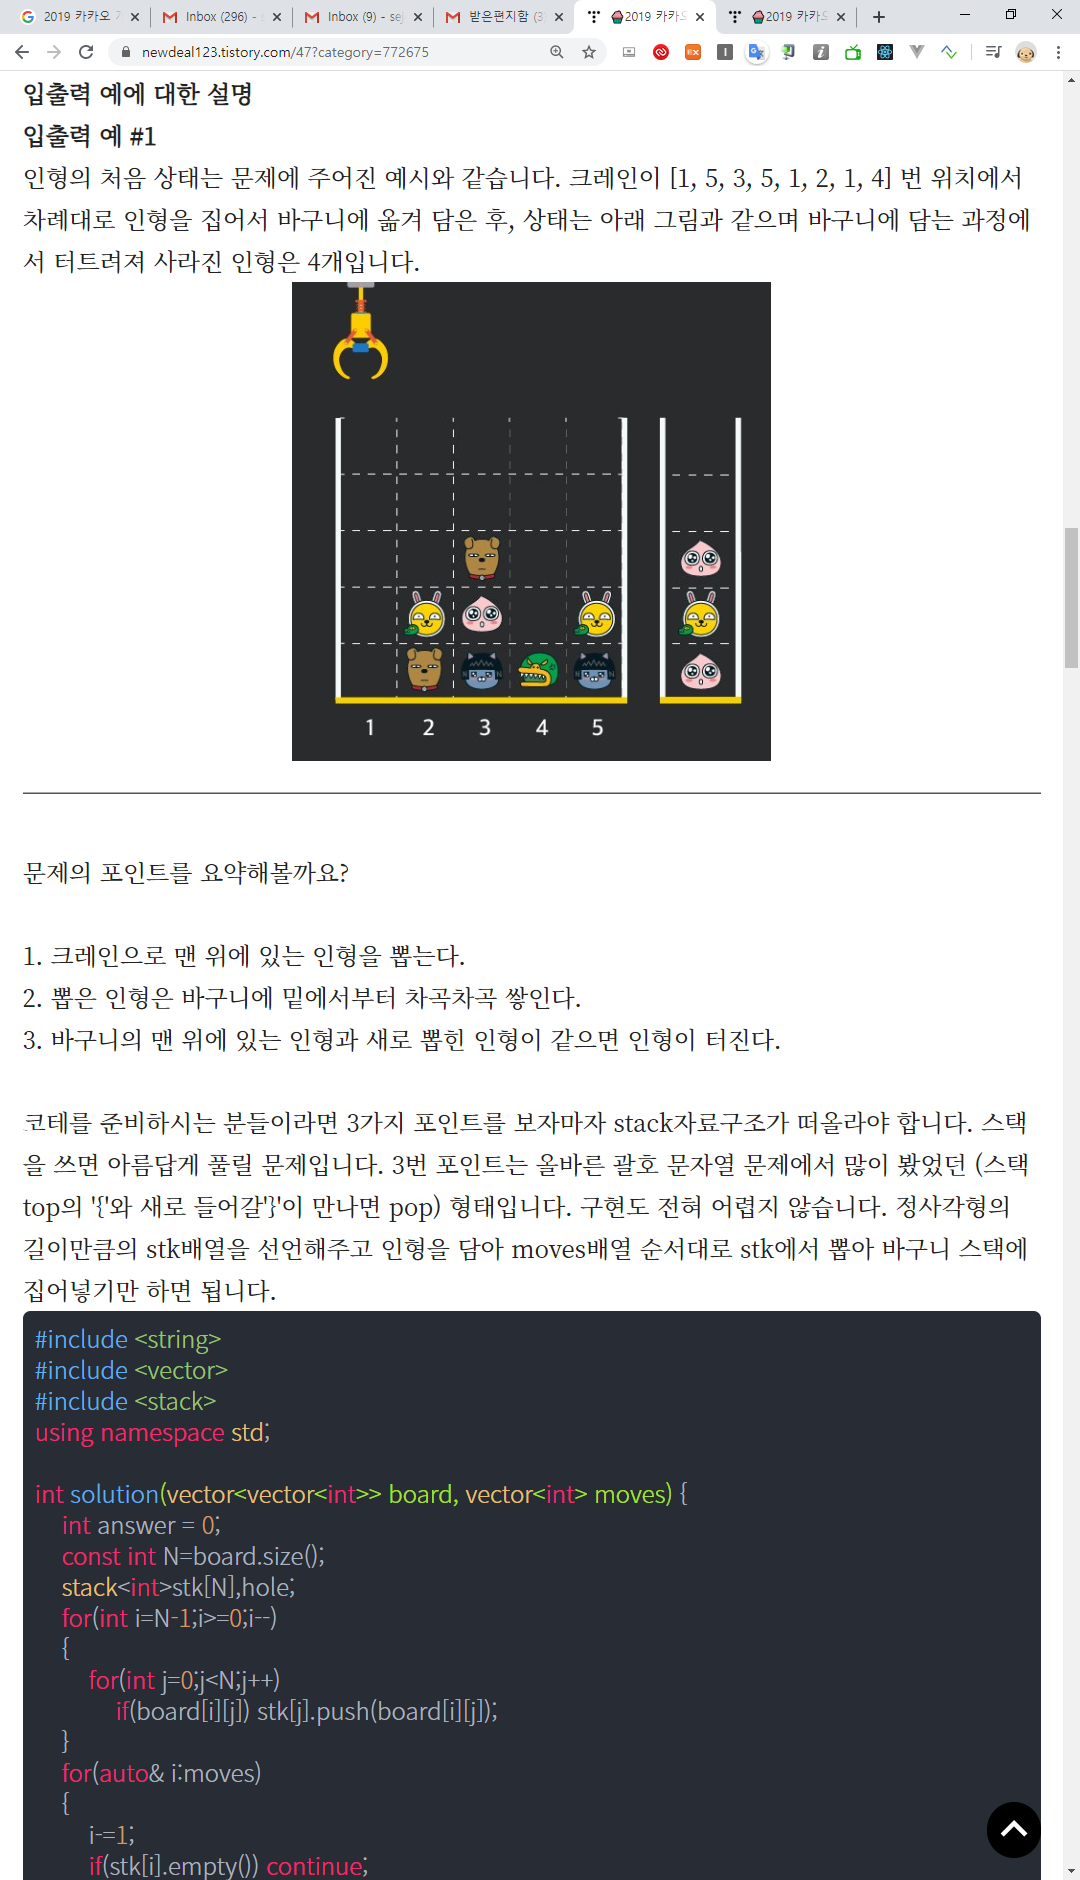 2019 카카오
Inbox (296) -
Inbox (9) - se
받은편지함 (3
2019 카카오
2019 카카오
newdeal123.tistory.com/47?category=772675
입출력 예에 대한 설명
입출력 예 #1
인형의 처음 상태는 문제에 주어진 예시와 같습니다. 크레인이 [1, 5, 3, 5, 1, 2, 1, 4] 번 위치에서
차례대로 인형을 집어서 바구니에 옮겨 담은 후, 상태는 아래 그림과 같으며 바구니에 담는 과정에
서 터트려져 사라진 인형은 4개입니다.
1 2 3 4 5
문제의 포인트를 요약해볼까요?
1. 크레인으로 맨 위에 있는 인형을 뽑는다.
2. 뽑은 인형은 바구니에 밑에서부터 차곡차곡 쌓인다.
3. 바구니의 맨 위에 있는 인형과 새로 뽑힌 인형이 같으면 인형이 터진다.
코테를 준비하시는 분들이라면 3가지 포인트를 보자마자 stack자료구조가 떠올라야 합니다. 스택
을 쓰면 아름답게 풀릴 문제입니다. 3번 포인트는 올바른 괄호 문자열 문제에서 많이 봤었던 (스택
top의 '{'와 새로 들어갈'}'이 만나면 pop) 형태입니다. 구현도 전혀 어렵지 않습니다. 정사각형의
길이만큼의 stk배열을 선언해주고 인형을 담아 moves배열 순서대로 stk에서 뽑아 바구니 스택에
집어넣기만 하면 됩니다.
#include <string>
#include <vector>
#include <stack>
using namespace std;
int solution(vector<vector<int>> board, vector<int> moves) {
int answer = 0;
const int N=board.size();
stack<int>stk[N],hole;
for(int i=N-1;i>=0;i--)
{
for(int j=0;j<N;j++)
if(board[i][j]) stk[j].push(board[i][j]);
}
for(auto& i:moves)
{
i-=1;
if(stk[i].empty()) continue;